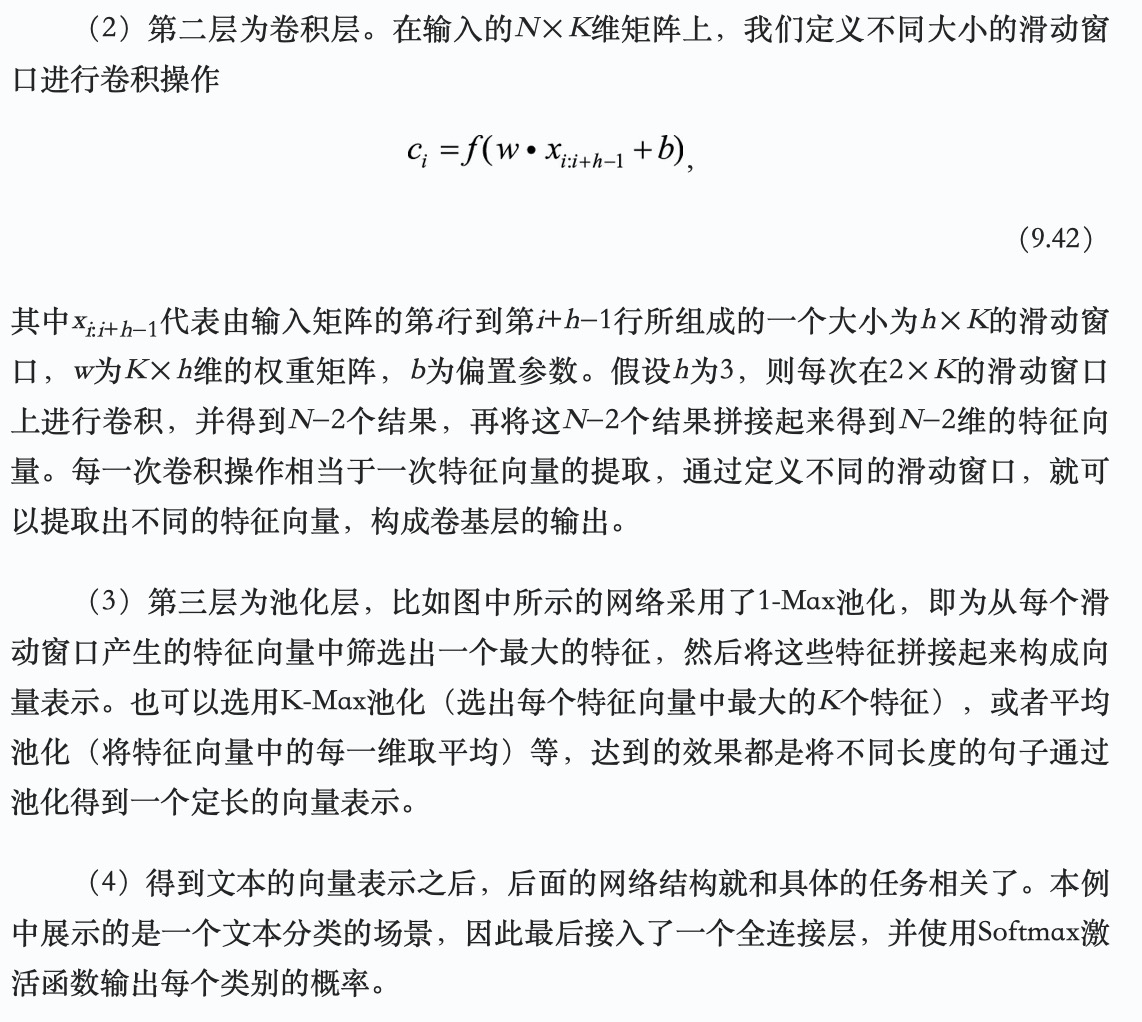 （2）第二层为卷积层。在输入的N×K维矩阵上，我们定义不同大小的滑动窗
口进行卷积操作
c_i = f(w • x_{i:i+h−1} + b),
（9.42）
其中x_{i:i+h−1}代表由输入矩阵的第i行到第i+h−1行所组成的一个大小为h×K的滑动窗
口，w为K×h维的权重矩阵，b为偏置参数。假设h为3，则每次在2×K的滑动窗口
上进行卷积，并得到N−2个结果，再将这N−2个结果拼接起来得到N−2维的特征向
量。每一次卷积操作相当于一次特征向量的提取，通过定义不同的滑动窗口，就可
以提取出不同的特征向量，构成卷基层的输出。
（3）第三层为池化层，比如图中所示的网络采用了1-Max池化，即为从每个滑
动窗口产生的特征向量中筛选出一个最大的特征，然后将这些特征拼接起来构成向
量表示。也可以选用K-Max池化（选出每个特征向量中最大的K个特征），或者平均
池化（将特征向量中的每一维取平均）等，达到的效果都是将不同长度的句子通过
池化得到一个定长的向量表示。
（4）得到文本的向量表示之后，后面的网络结构就和具体的任务相关了。本例
中展示的是一个文本分类的场景，因此最后接入了一个全连接层，并使用Softmax激
活函数输出每个类别的概率。